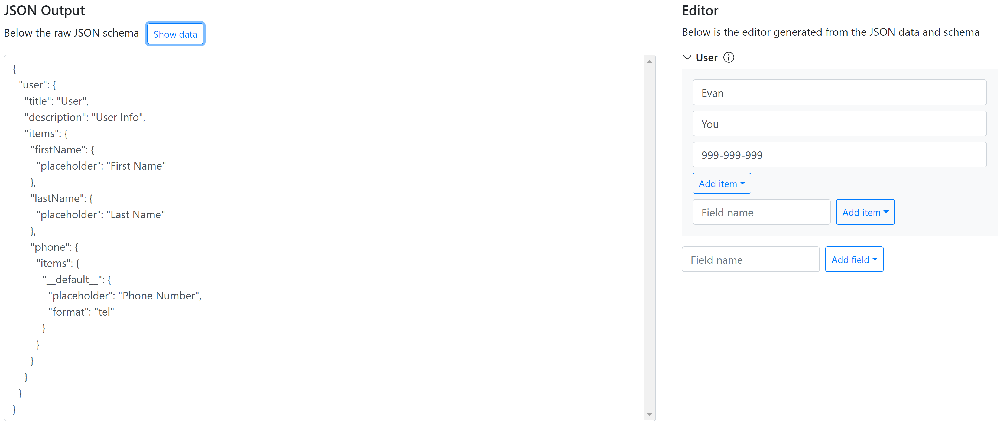 JSON Output
Below the raw JSON schema Show data
{
"user": {
"title": "User",
"description": "User Info",
"items": {
"firstName": {
"placeholder": "First Name"
},
"lastName": {
"placeholder": "Last Name"
},
"phone": {
"items": {
"__default__": {
"placeholder": "Phone Number",
"format": "tel"
}
}
}
}
}
}
Editor
Below is the editor generated from the JSON data and schema
User i
Evan
You
999-999-999
Add item
Field name Add item
Field name Add field